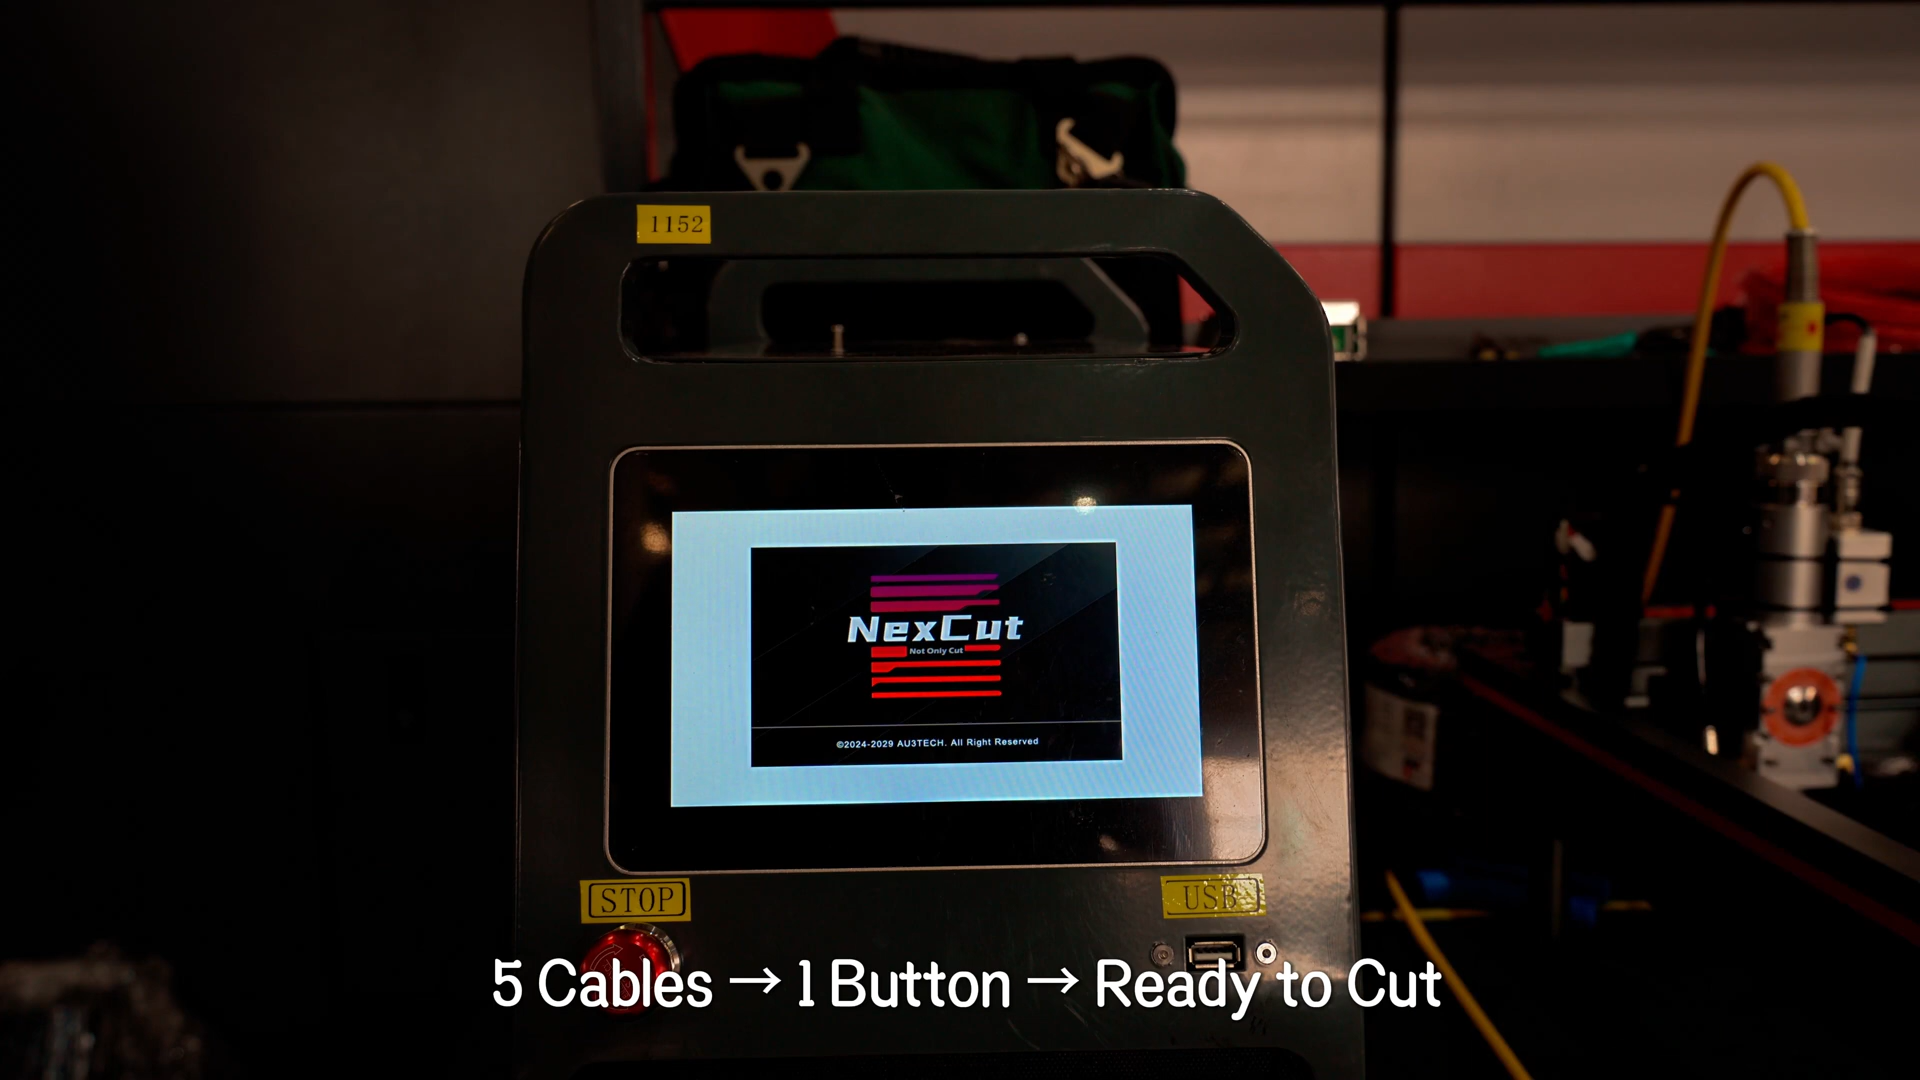 1152
NexCut
Not Only Cut
©2024-2029 AU3TECH. All Right Reserved
STOP
USB
5 Cables → 1 Button → Ready to Cut